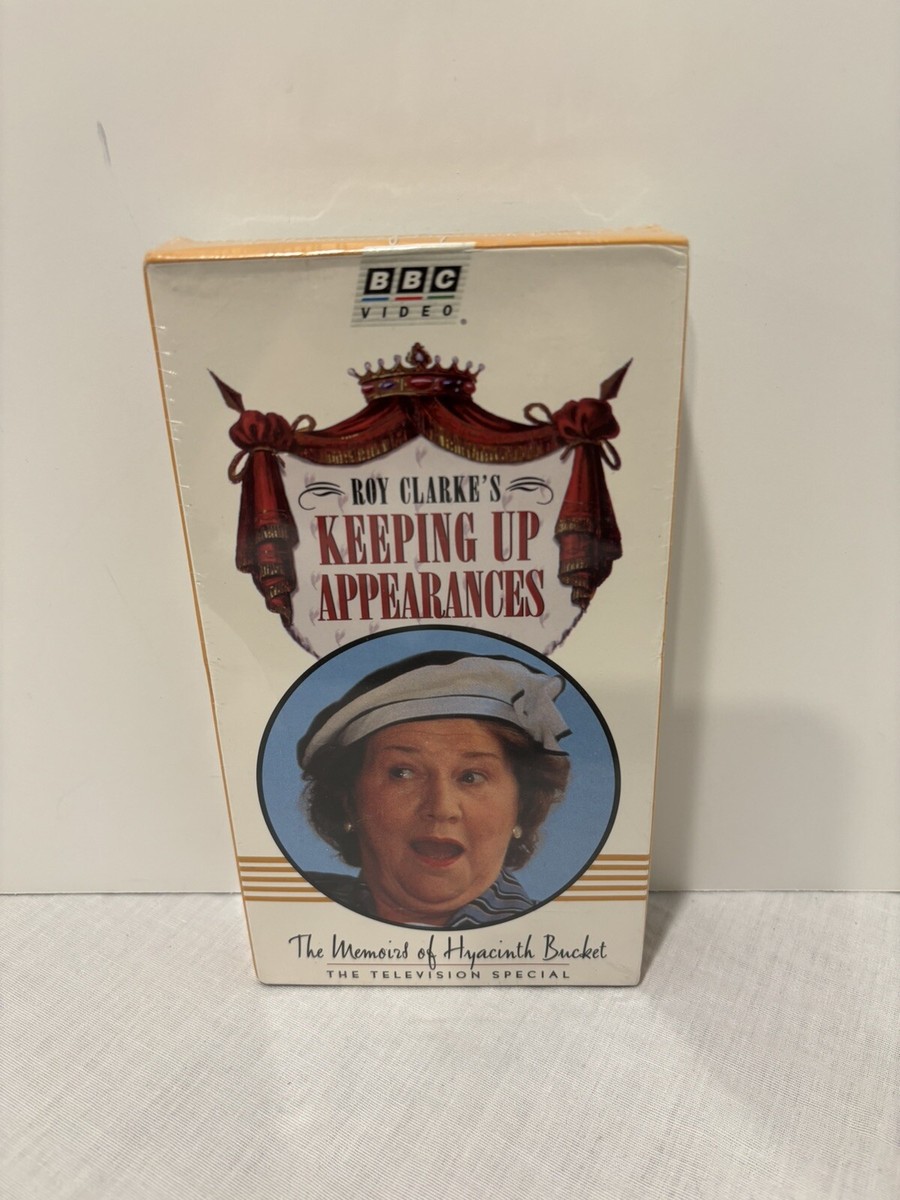 BBC
VIDEO
ROY CLARKE'S
KEEPING UP
APPEARANCES
The Memoirs of Hyacinth Bucket
THE TELEVISION SPECIAL